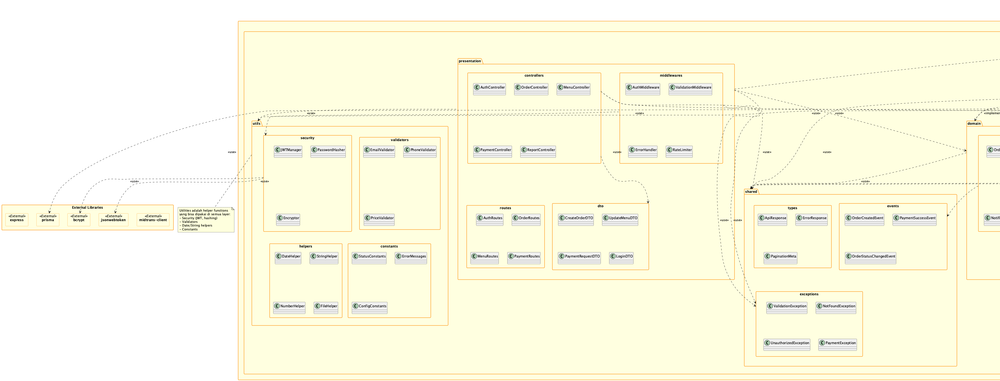 presentation
controllers
AuthController
OrderController
MenuController
PaymentController
ReportController
middlewares
AuthMiddleware
ValidationMiddleware
ErrorHandler
RateLimiter
routes
AuthRoutes
OrderRoutes
MenuRoutes
PaymentRoutes
dto
CreateOrderDTO
UpdateMenuDTO
PaymentRequestDTO
LoginDTO
utils
security
JWTManager
PasswordHasher
Encryptor
validators
EmailValidator
PhoneValidator
PriceValidator
helpers
DateHelper
StringHelper
NumberHelper
FileHelper
constants
StatusConstants
ErrorMessages
ConfigConstants
External Libraries
«External»
express
«External»
prisma
«External»
bcrypt
«External»
jsonwebtoken
«External»
midtrans-client
Utilities adalah helper functions
yang bisa dipakai di semua layer:
- Security (JWT, hashing)
- Validators
- Date/String helpers
- Constants
shared
types
ApiResponse
ErrorResponse
PaginationMeta
events
OrderCreatedEvent
PaymentSuccessEvent
OrderStatusChangedEvent
exceptions
ValidationException
NotFoundException
UnauthorizedException
PaymentException
domain
Ord
Notifi
«use»
«use»
«use»
«use»
«implemen
«use»
«use»
«use»
«use»
«use»
«use»
«use»
«use»
«use»